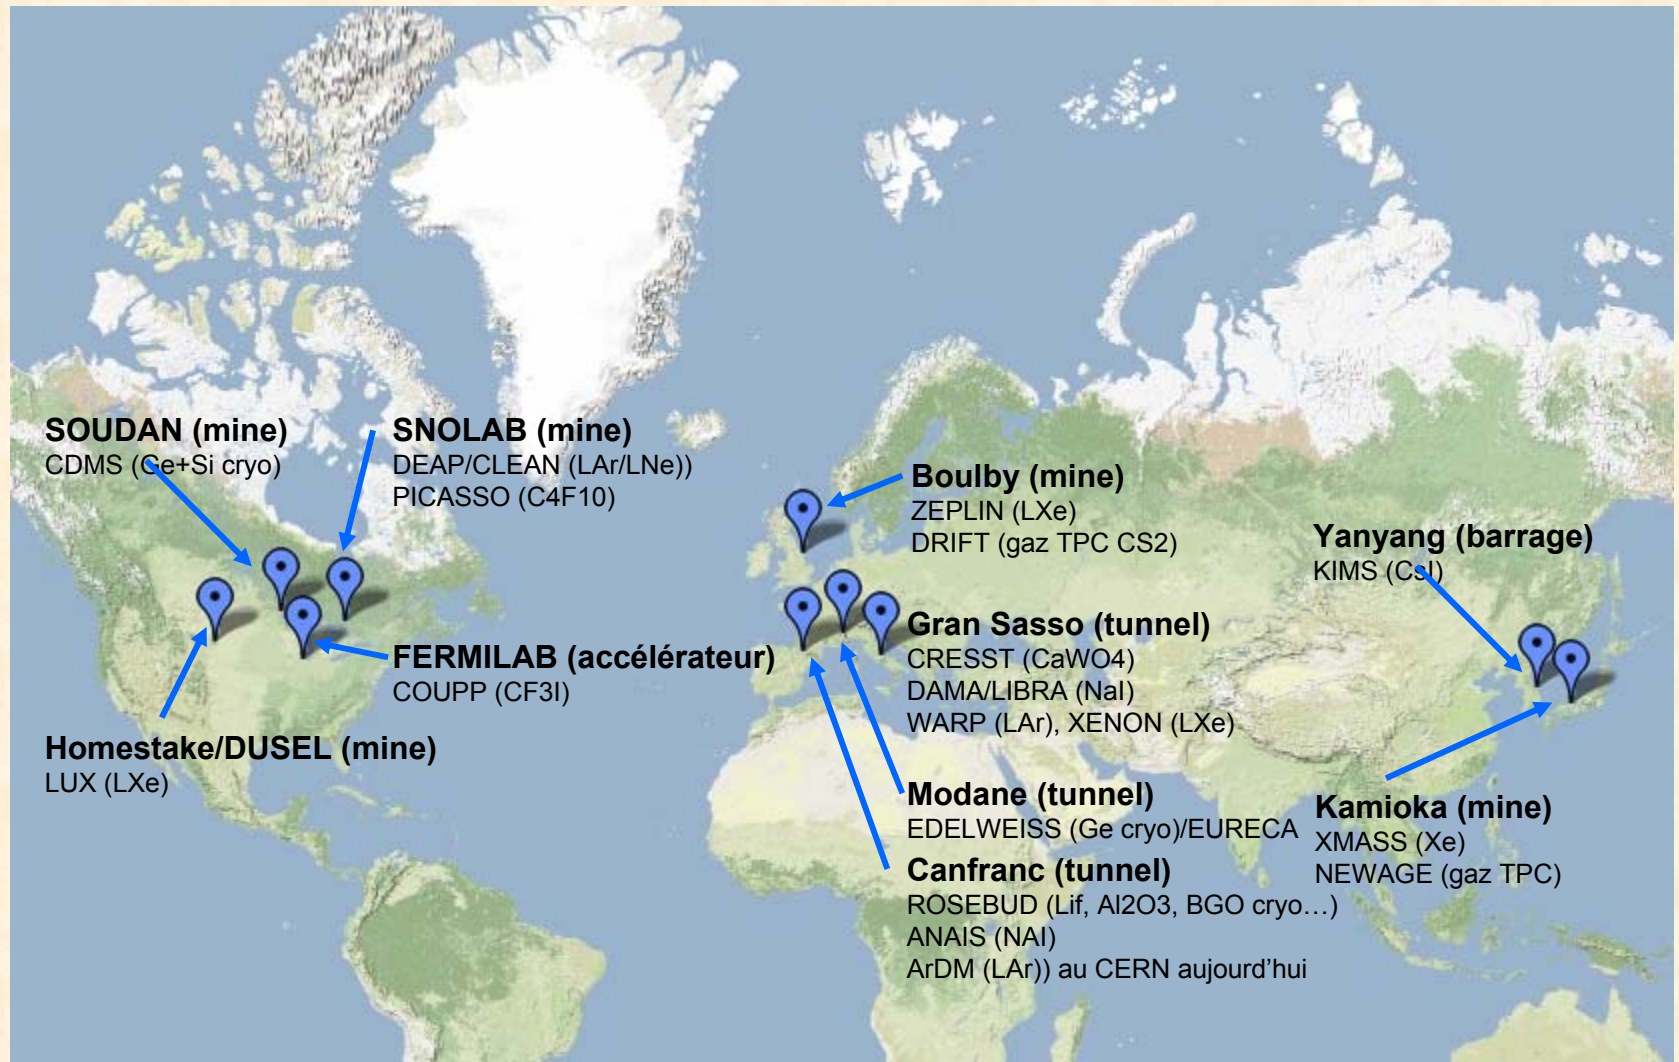 SOUDAN (mine)
CDMS (Ge+Si cryo)
SNOLAB (mine)
DEAP/CLEAN (LAr/LNe))
PICASSO (C4F10)
FERMILAB (accélérateur)
COUPP (CF3I)
Homestake/DUSEL (mine)
LUX (LXe)
Boulby (mine)
ZEPLIN (LXe)
DRIFT (gaz TPC CS2)
Gran Sasso (tunnel)
CRESST (CaWO4)
DAMA/LIBRA (NaI)
WARP (LAr), XENON (LXe)
Modane (tunnel)
EDELWEISS (Ge cryo)/EURECA
Canfranc (tunnel)
ROSEBUD (Lif, Al2O3, BGO cryo…)
ANAIS (NAI)
ArDM (LAr)) au CERN aujourd’hui
Yanyang (barrage)
KIMS (CsI)
Kamioka (mine)
XMASS (Xe)
NEWAGE (gaz TPC)